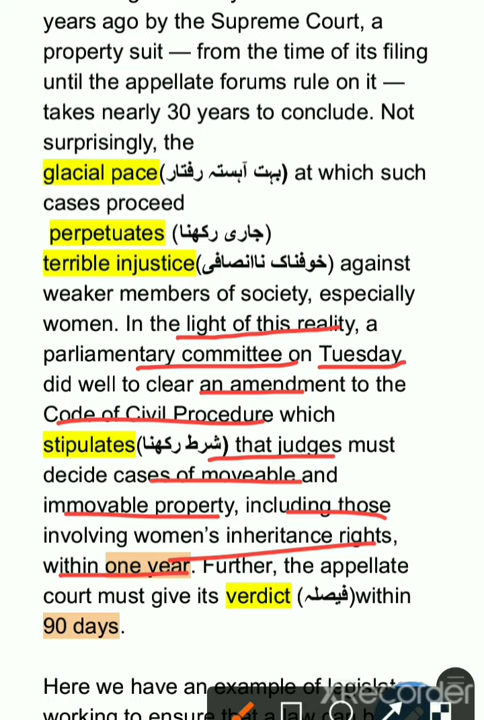 years ago by the Supreme Court, a
property suit — from the time of its filing
until the appellate forums rule on it —
takes nearly 30 years to conclude. Not
surprisingly, the
glacial pace(بہت آہستہ رفتار) at which such
cases proceed
perpetuates (جاری رکھنا)
terrible injustice(خوفناک ناانصافی) against
weaker members of society, especially
women. In the light of this reality, a
parliamentary committee on Tuesday
did well to clear an amendment to the
Code of Civil Procedure which
stipulates(شرط رکھنا) that judges must
decide cases of moveable and
immovable property, including those
involving women's inheritance rights,
within one year. Further, the appellate
court must give its verdict (فیصلہ)within
90 days.
Here we have an example of
XRecorder
working to ensure that a law can